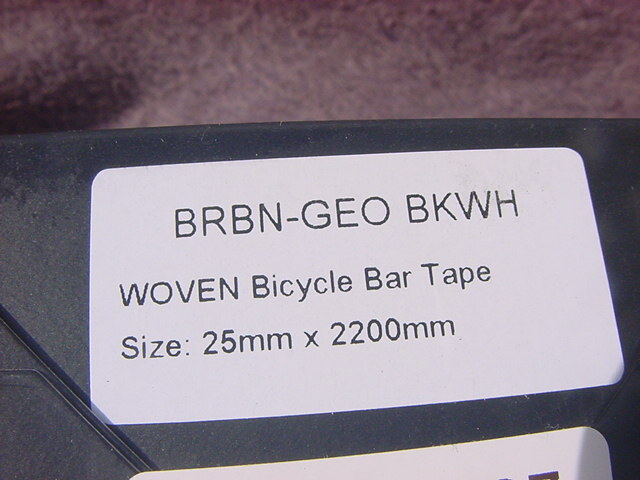 BRBN-GEO BKWH
WOVEN Bicycle Bar Tape
Size: 25mm x 2200mm